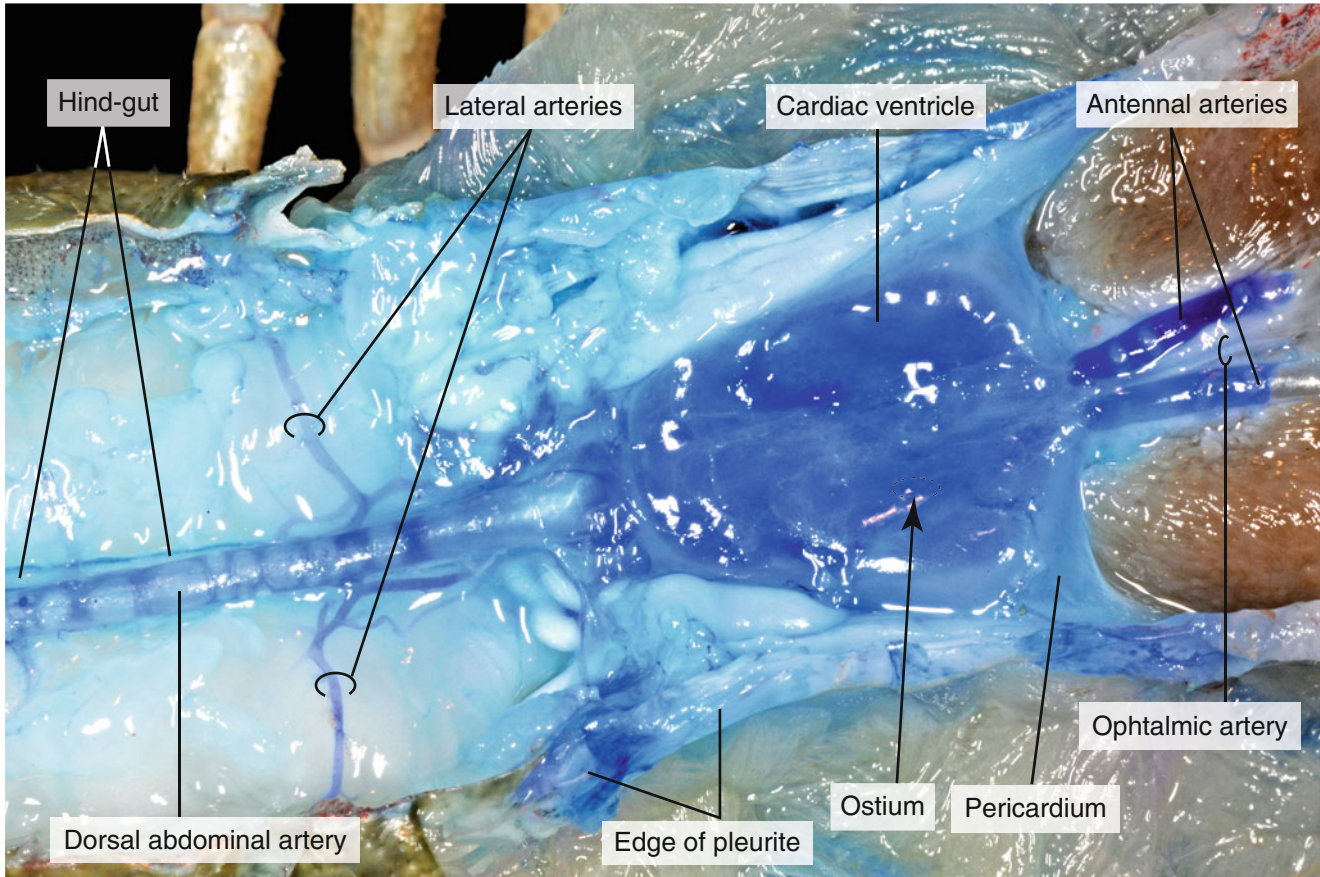 Hind-gut
Lateral arteries
Cardiac ventricle
Antennal arteries
Ophtalmic artery
Ostium
Pericardium
Dorsal abdominal artery
Edge of pleurite